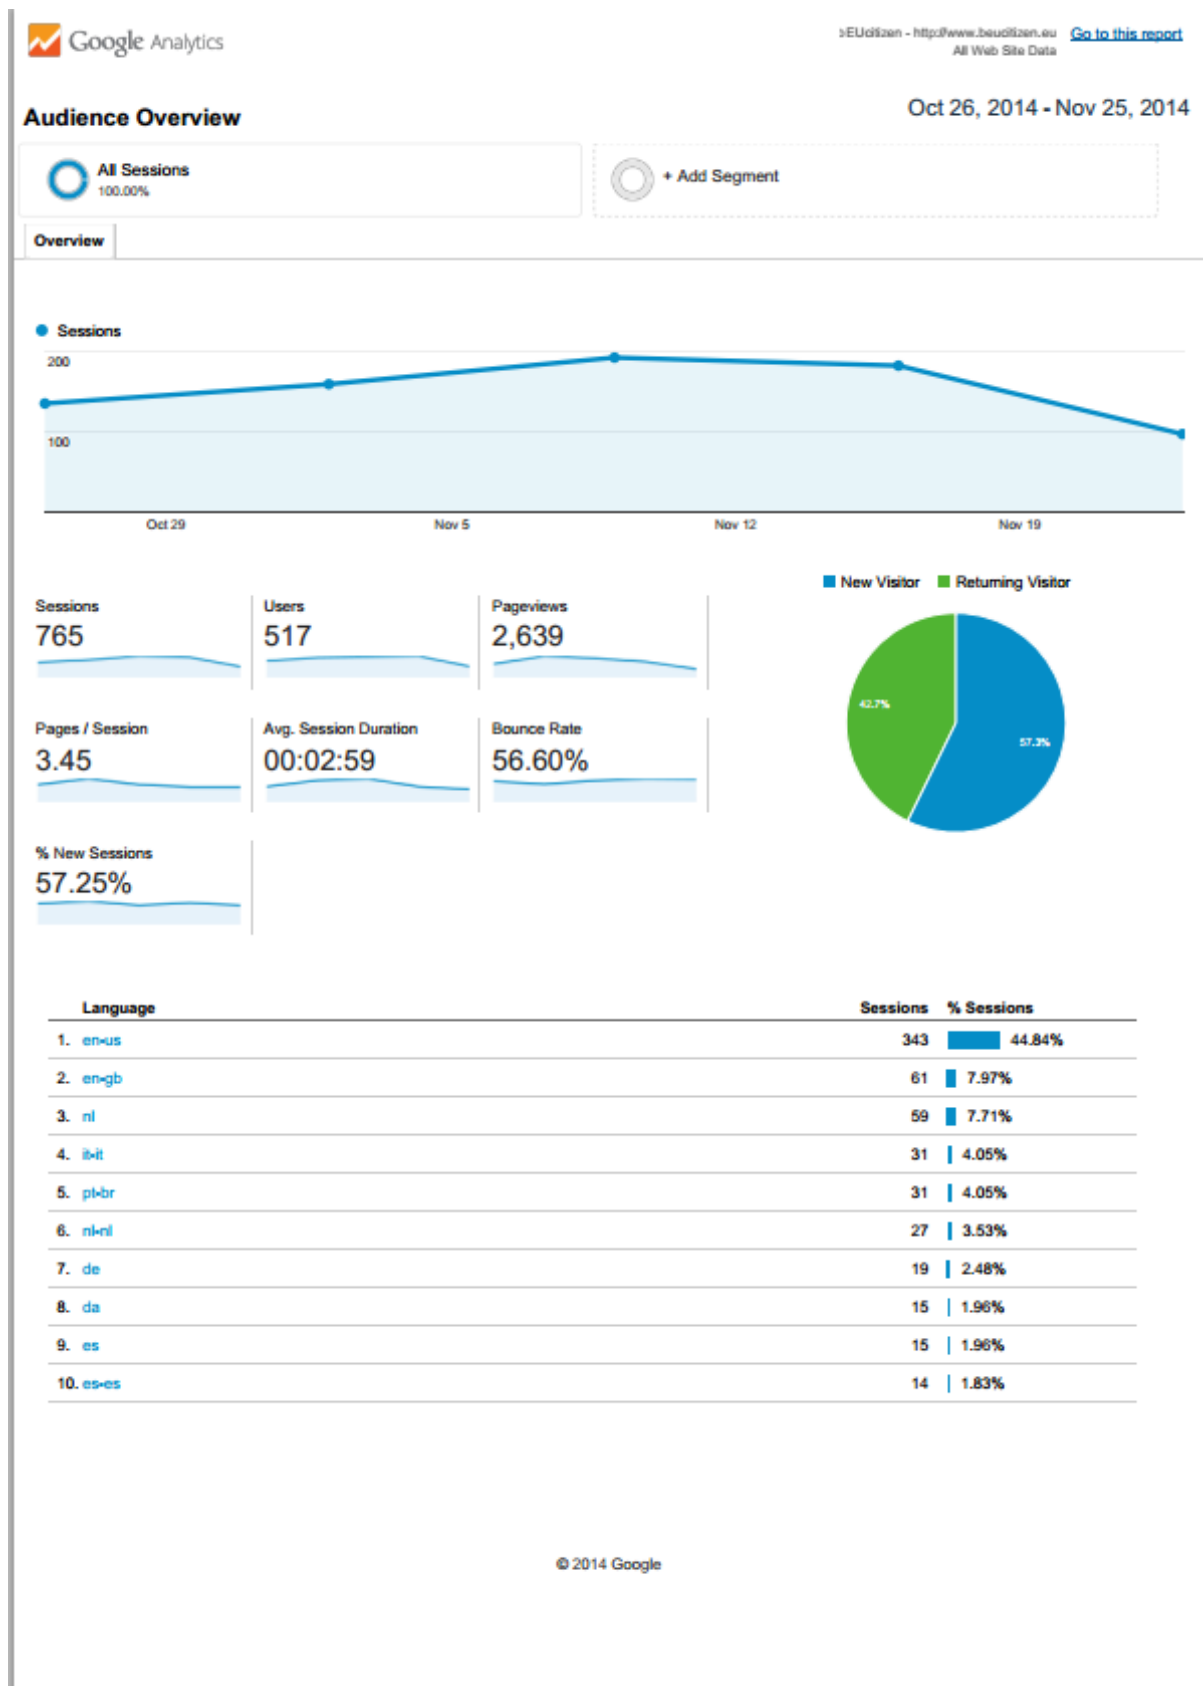 Google Analytics
EUcitizen - http://www.beucitizen.eu
All Web Site Data
Go to this report
Audience Overview
Oct 26, 2014 - Nov 25, 2014
All Sessions
100.00%
+ Add Segment
Overview
Sessions
200
100
Oct 29
Nov 5
Nov 12
Nov 19
New Visitor
Returning Visitor
Sessions
765
Users
517
Pageviews
2,639
42.7%
57.3%
Pages / Session
3.45
Avg. Session Duration
00:02:59
Bounce Rate
56.60%
% New Sessions
57.25%
Language Sessions % Sessions
1. en-us 343 44.84%
2. en-gb 61 7.97%
3. nl 59 7.71%
4. it-it 31 4.05%
5. pt-br 31 4.05%
6. nl-nl 27 3.53%
7. de 19 2.48%
8. da 15 1.96%
9. es 15 1.96%
10. es-es 14 1.83%
© 2014 Google